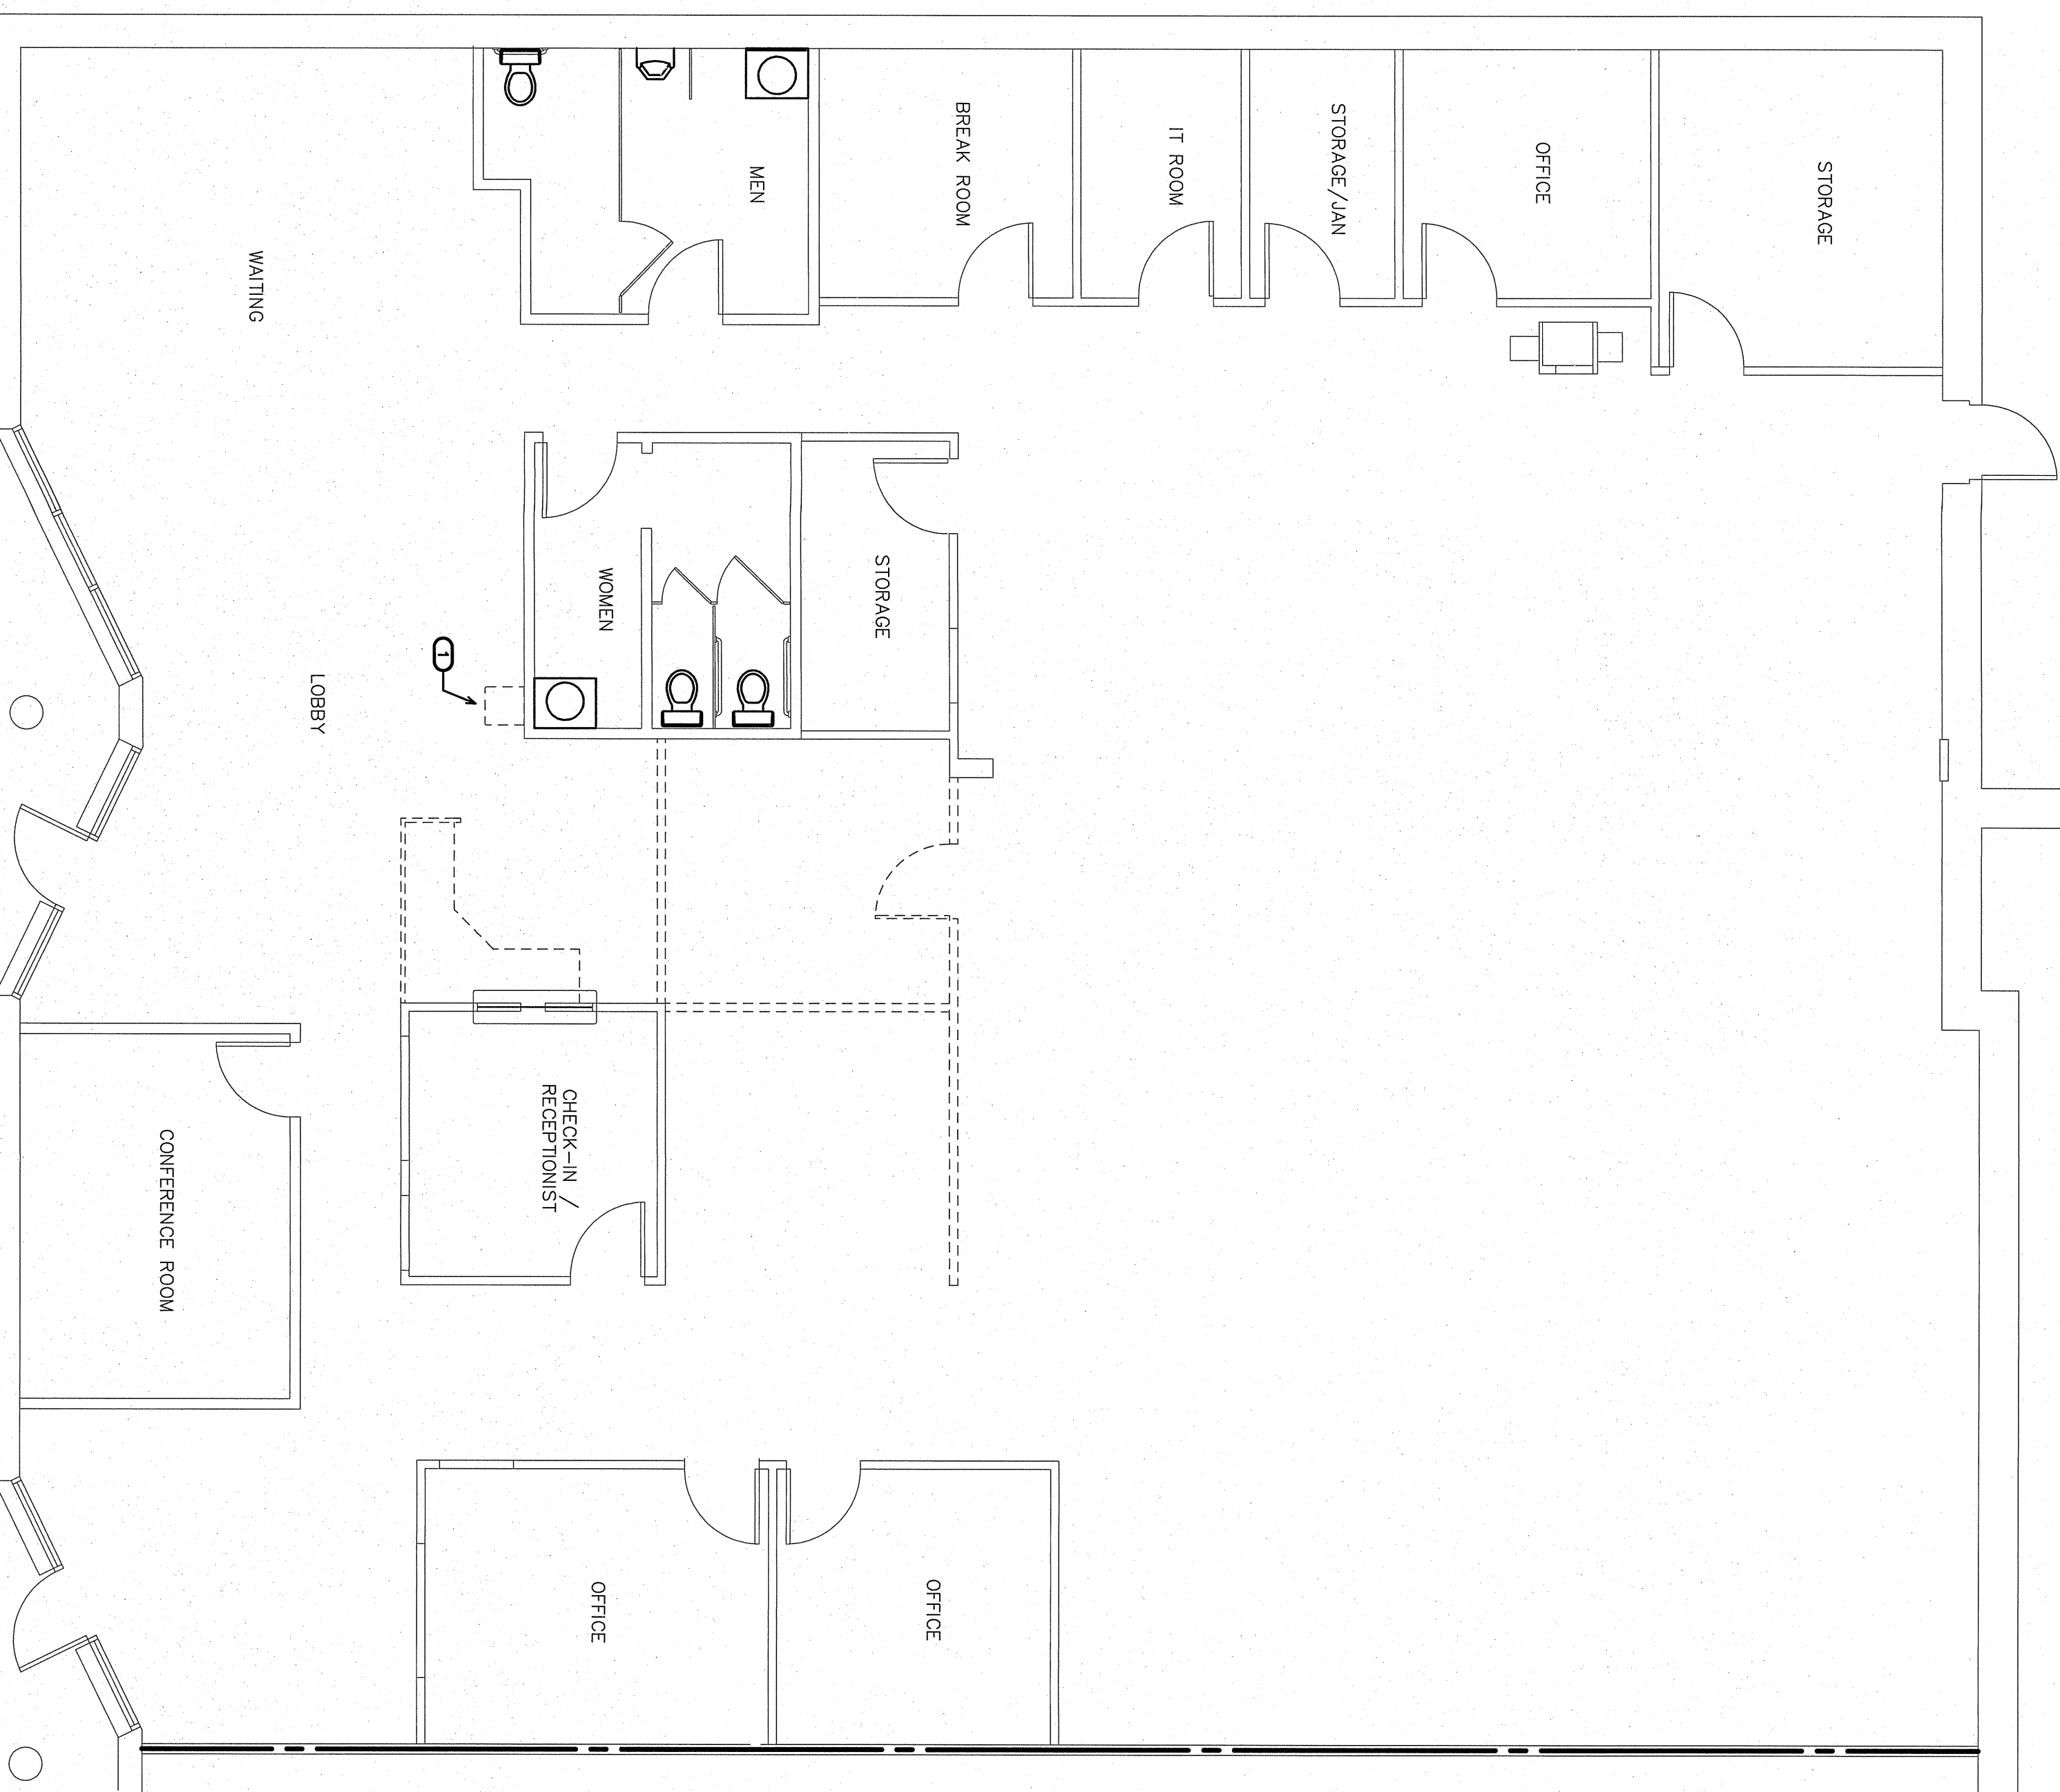 STORAGE
OFFICE
STORAGE/JAN
IT ROOM
BREAK ROOM
MEN
WAITING
STORAGE
WOMEN
1
LOBBY
CHECK-IN /
RECEPTIONIST
CONFERENCE ROOM
OFFICE
OFFICE